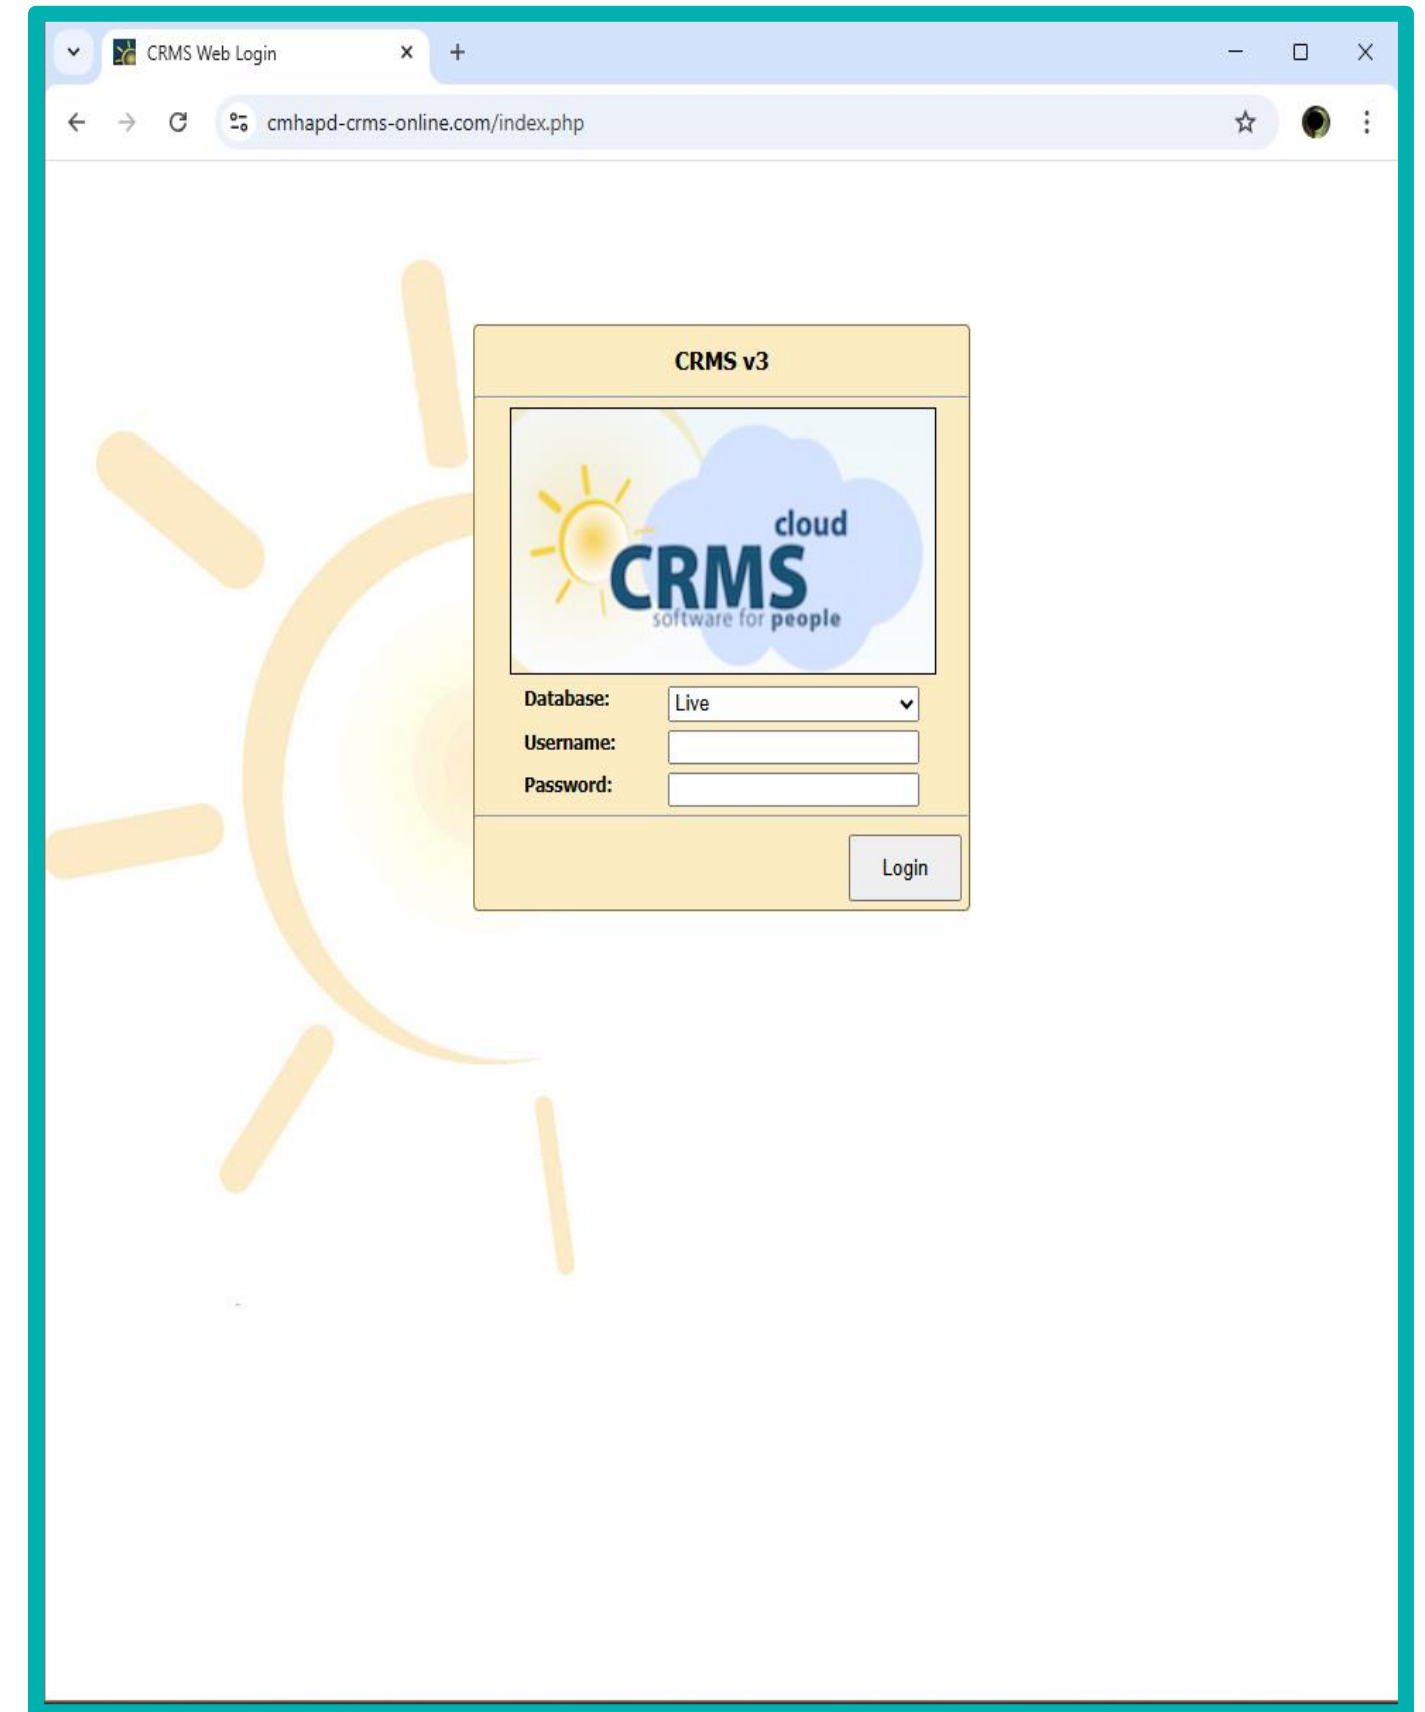 CRMS Web Login
cmhapd-crms-online.com/index.php
CRMS v3
cloud
CRMS
software for people
Database:
Live
Username:
Password:
Login